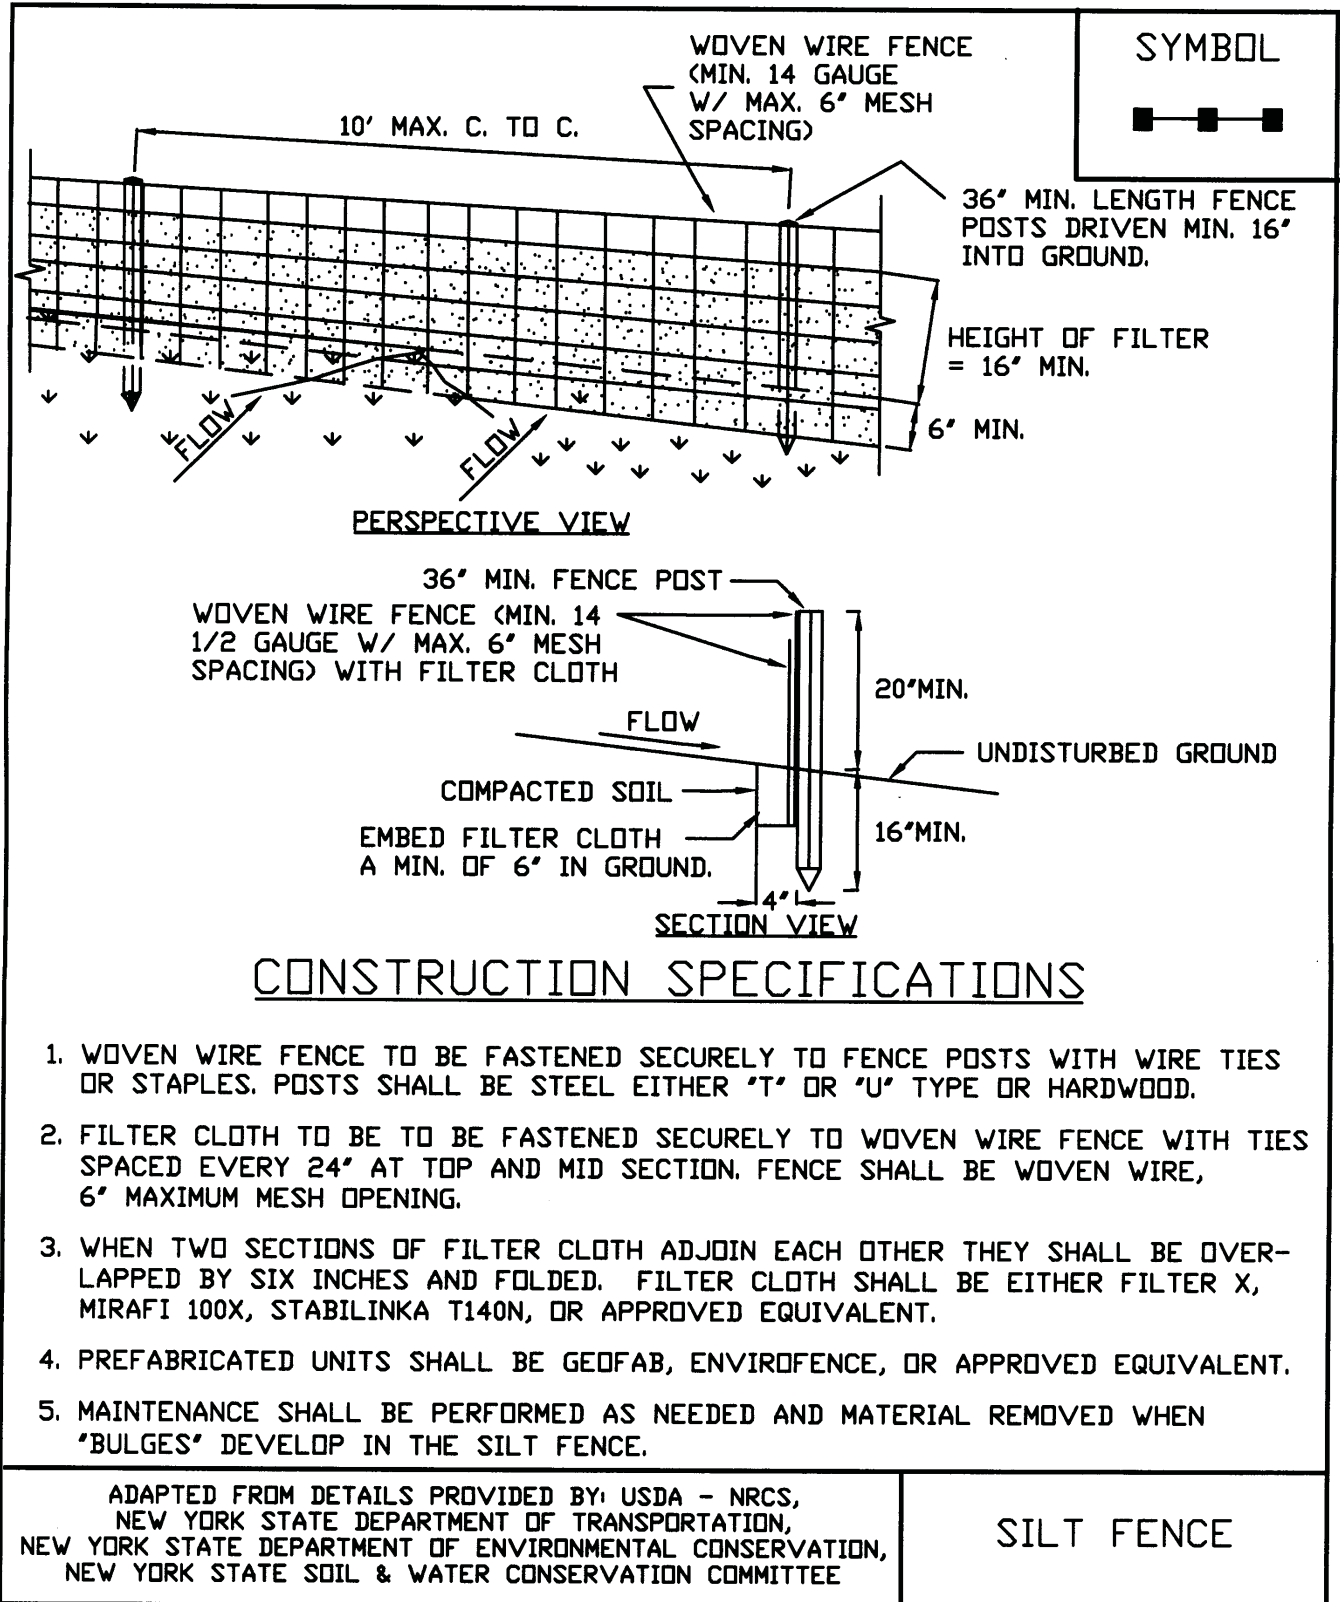 WOVEN WIRE FENCE
(MIN. 14 GAUGE
W/ MAX. 6" MESH
SPACING)
SYMBOL
10' MAX. C. TO C.
36" MIN. LENGTH FENCE
POSTS DRIVEN MIN. 16"
INTO GROUND.
HEIGHT OF FILTER
= 16" MIN.
6" MIN.
FLOW
FLOW
PERSPECTIVE VIEW
36" MIN. FENCE POST
WOVEN WIRE FENCE (MIN. 14
1/2 GAUGE W/ MAX. 6" MESH
SPACING) WITH FILTER CLOTH
20"MIN.
FLOW
UNDISTURBED GROUND
COMPACTED SOIL
EMBED FILTER CLOTH
A MIN. OF 6" IN GROUND.
16"MIN.
4"
SECTION VIEW
CONSTRUCTION SPECIFICATIONS
1. WOVEN WIRE FENCE TO BE FASTENED SECURELY TO FENCE POSTS WITH WIRE TIES
OR STAPLES. POSTS SHALL BE STEEL EITHER "T" OR "U" TYPE OR HARDWOOD.
2. FILTER CLOTH TO BE TO BE FASTENED SECURELY TO WOVEN WIRE FENCE WITH TIES
SPACED EVERY 24" AT TOP AND MID SECTION. FENCE SHALL BE WOVEN WIRE,
6" MAXIMUM MESH OPENING.
3. WHEN TWO SECTIONS OF FILTER CLOTH ADJOIN EACH OTHER THEY SHALL BE OVER-
LAPPED BY SIX INCHES AND FOLDED. FILTER CLOTH SHALL BE EITHER FILTER X,
MIRAFI 100X, STABILINKA T140N, OR APPROVED EQUIVALENT.
4. PREFABRICATED UNITS SHALL BE GEOFAB, ENVIROFENCE, OR APPROVED EQUIVALENT.
5. MAINTENANCE SHALL BE PERFORMED AS NEEDED AND MATERIAL REMOVED WHEN
"BULGES" DEVELOP IN THE SILT FENCE.
ADAPTED FROM DETAILS PROVIDED BY: USDA - NRCS,
NEW YORK STATE DEPARTMENT OF TRANSPORTATION,
NEW YORK STATE DEPARTMENT OF ENVIRONMENTAL CONSERVATION,
NEW YORK STATE SOIL & WATER CONSERVATION COMMITTEE
SILT FENCE